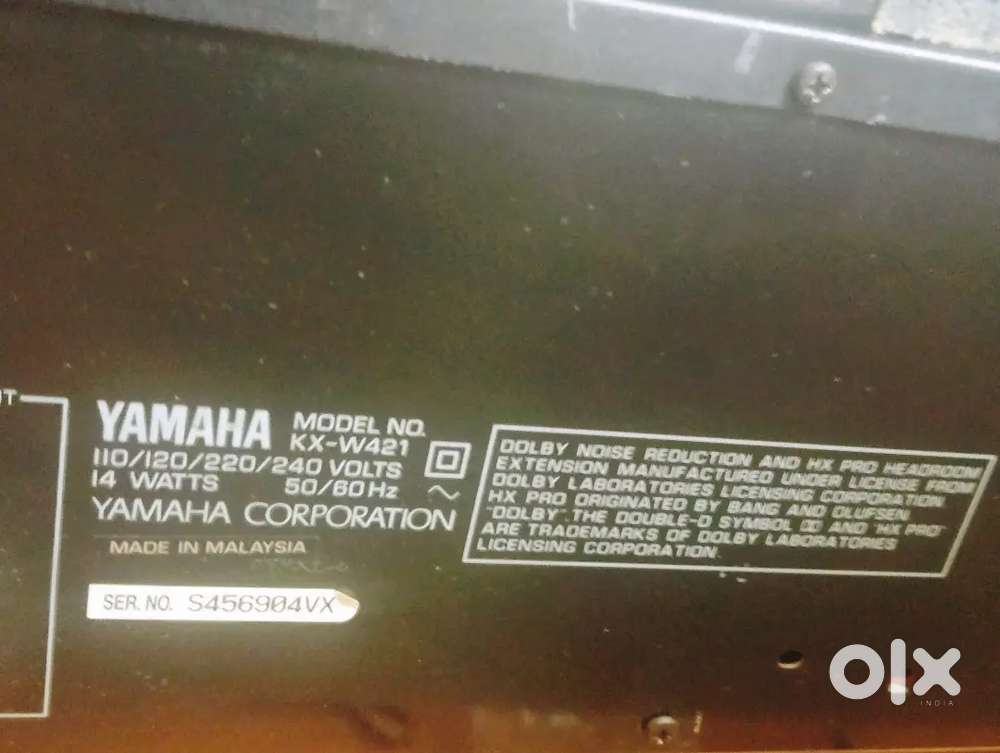 T
YAMAHA MODEL NO.
KX-W421
110/120/220/240 VOLTS
14 WATTS 50/60Hz
YAMAHA CORPORATION
MADE IN MALAYSIA
SER. NO. S456904VX
DOLBY NOISE REDUCTION AND HX PRO HEADROOM
EXTENSION MANUFACTURED UNDER LICENSE FROM
DOLBY LABORATORIES LICENSING CORPORATION.
HX PRO ORIGINATED BY BANG AND OLUFSEN.
"DOLBY", THE DOUBLE-D SYMBOL AND "HX PRO"
ARE TRADEMARKS OF DOLBY LABORATORIES
LICENSING CORPORATION.
olx
INDIA